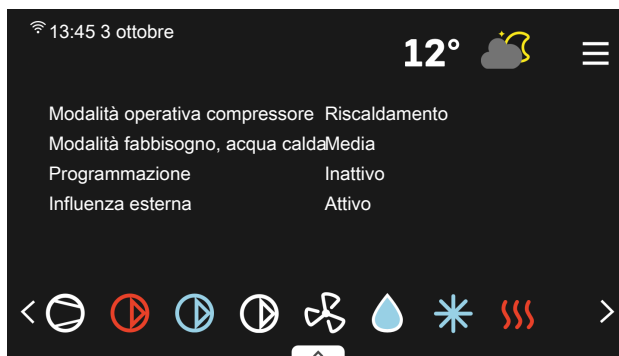 13:45 3 ottobre
12°
Modalità operativa compressore Riscaldamento
Modalità fabbisogno, acqua calda Media
Programmazione Inattivo
Influenza esterna Attivo